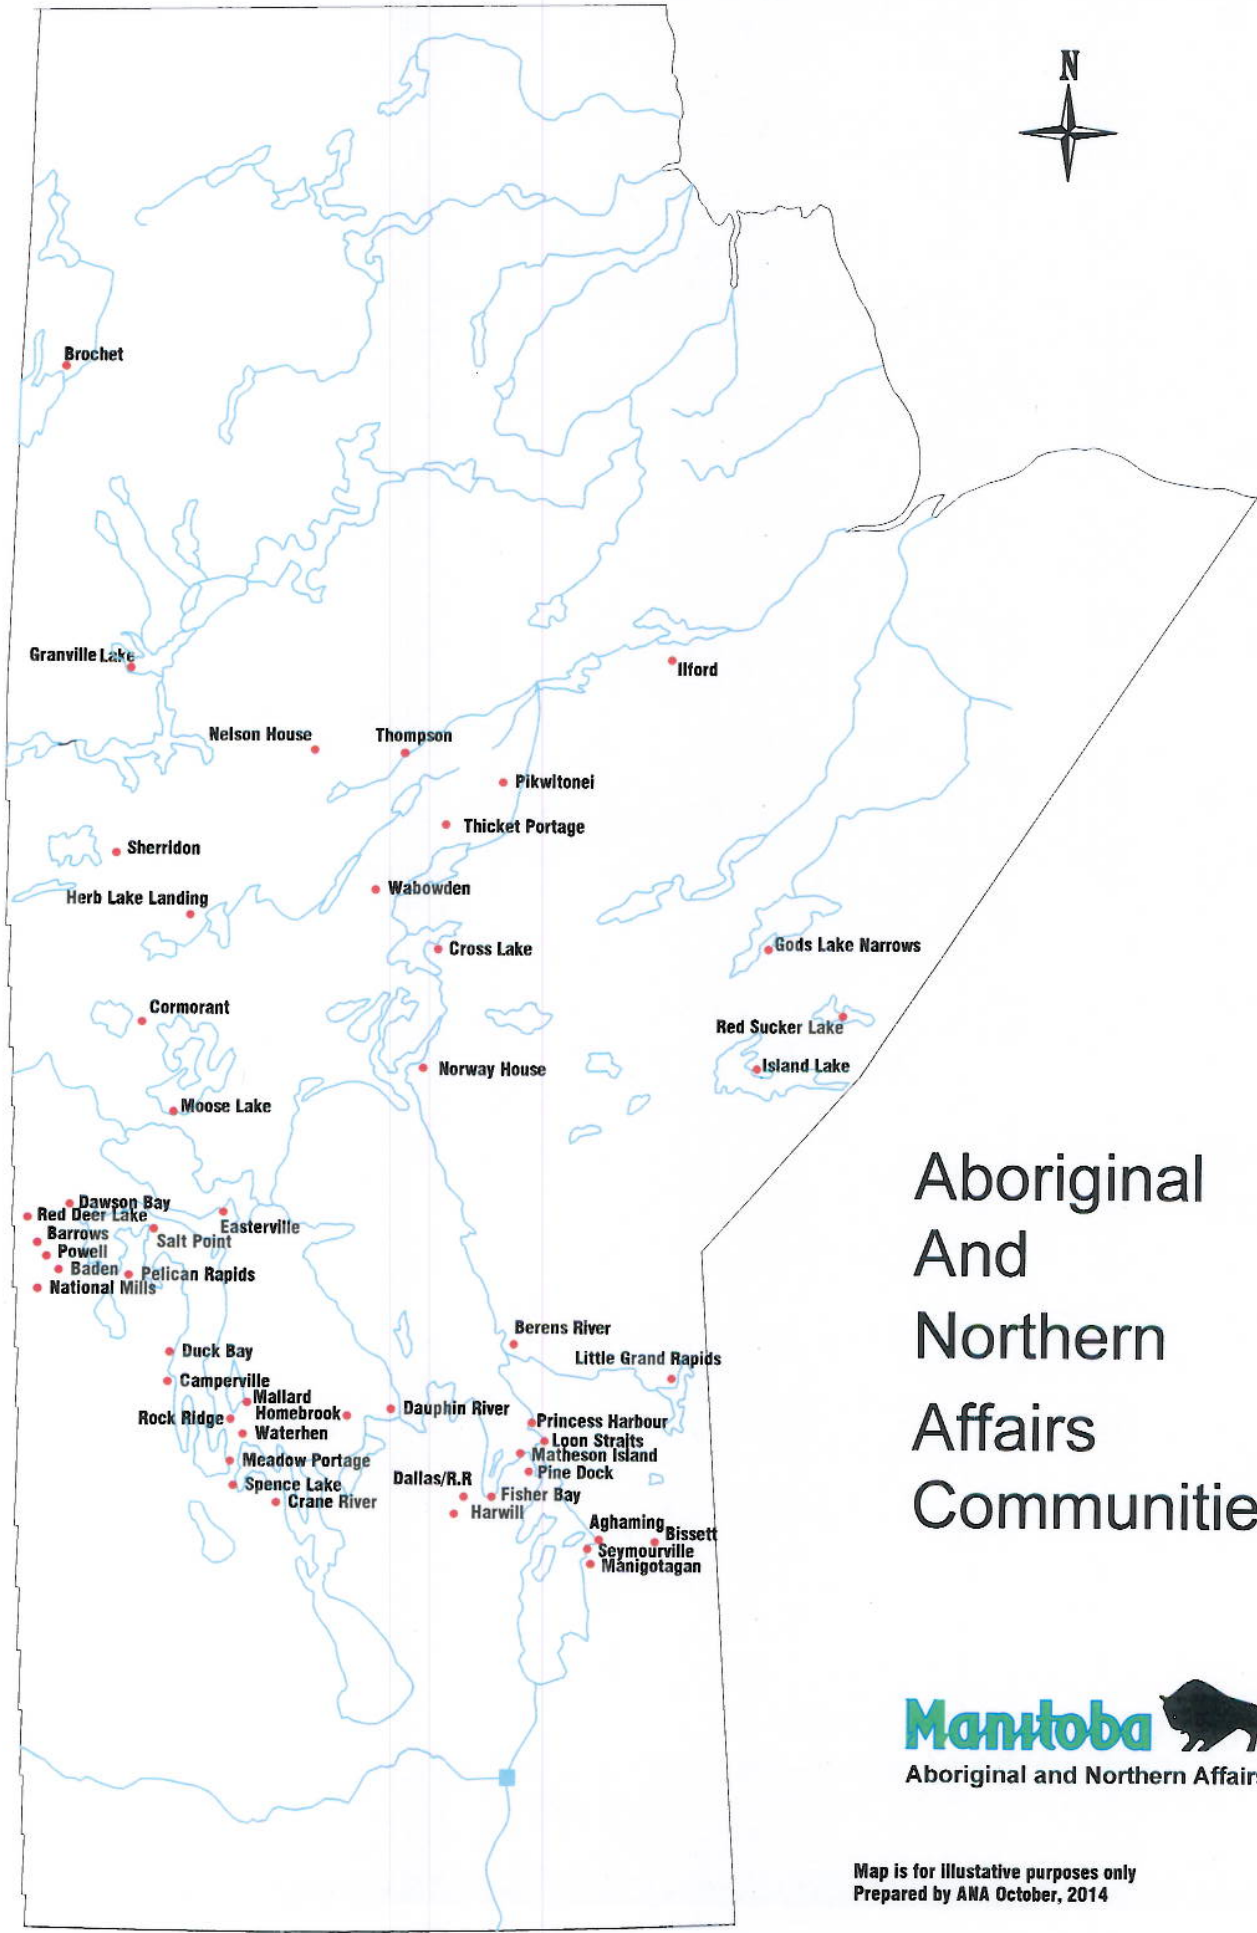 N
Brochet
Granville Lake
Ilford
Nelson House
Thompson
Pikwitonei
Thicket Portage
Sherridon
Wabowden
Herb Lake Landing
Cross Lake
Gods Lake Narrows
Cormorant
Red Sucker Lake
Island Lake
Norway House
Moose Lake
Dawson Bay
Red Deer Lake
Easterville
Barrows
Salt Point
Powell
Baden
Pelican Rapids
National Mills
Berens River
Duck Bay
Little Grand Rapids
Camperville
Mallard
Homebrook
Dauphin River
Rock Ridge
Princess Harbour
Waterhen
Loon Straits
Matheson Island
Meadow Portage
Pine Dock
Dallas/R.R
Spence Lake
Fisher Bay
Crane River
Harwill
Aghaming
Bissett
Seymourville
Manigotagan
Aboriginal
And
Northern
Affairs
Communitie
Manitoba
Aboriginal and Northern Affairs
Map is for illustative purposes only
Prepared by ANA October, 2014